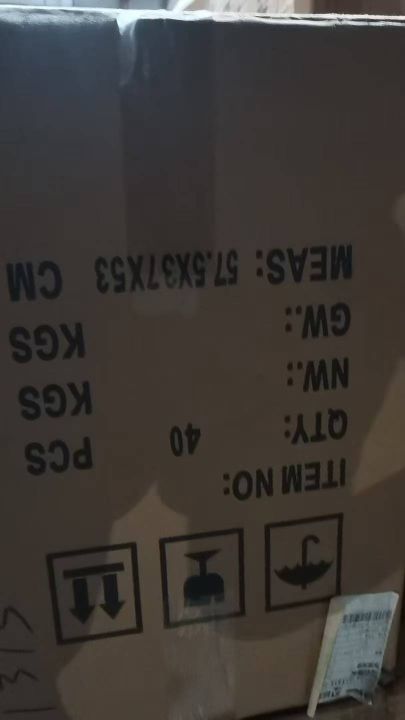 ITEM NO:
QTY: 40 PCS
NW.: KGS
GW.: KGS
MEAS: 57.5X37X53 CM